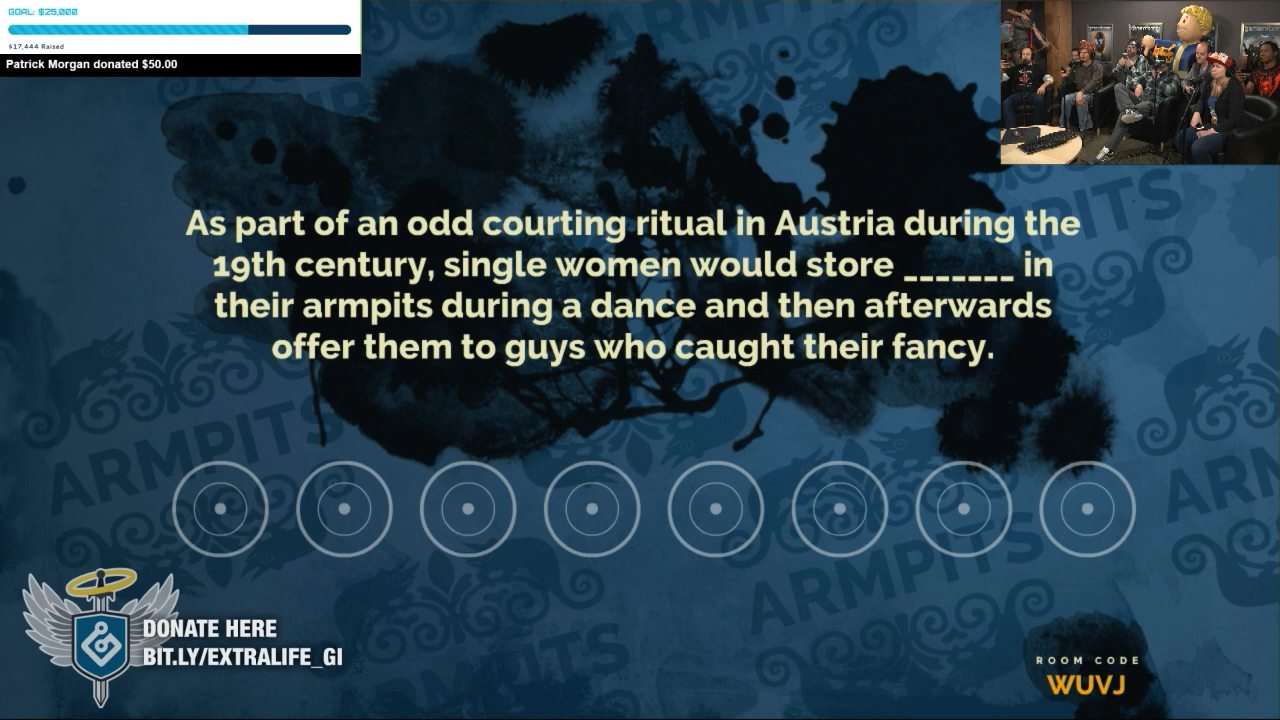 GOAL: $25,000
$17,444 Raised
Patrick Morgan donated $50.00
As part of an odd courting ritual in Austria during the
19th century, single women would store _______ in
their armpits during a dance and then afterwards
offer them to guys who caught their fancy.
ARMPITS
ARMPITS
ARMPITS
ARMPITS
ARMPITS
DONATE HERE
BIT.LY/EXTRALIFE_GI
ROOM CODE
WUVJ